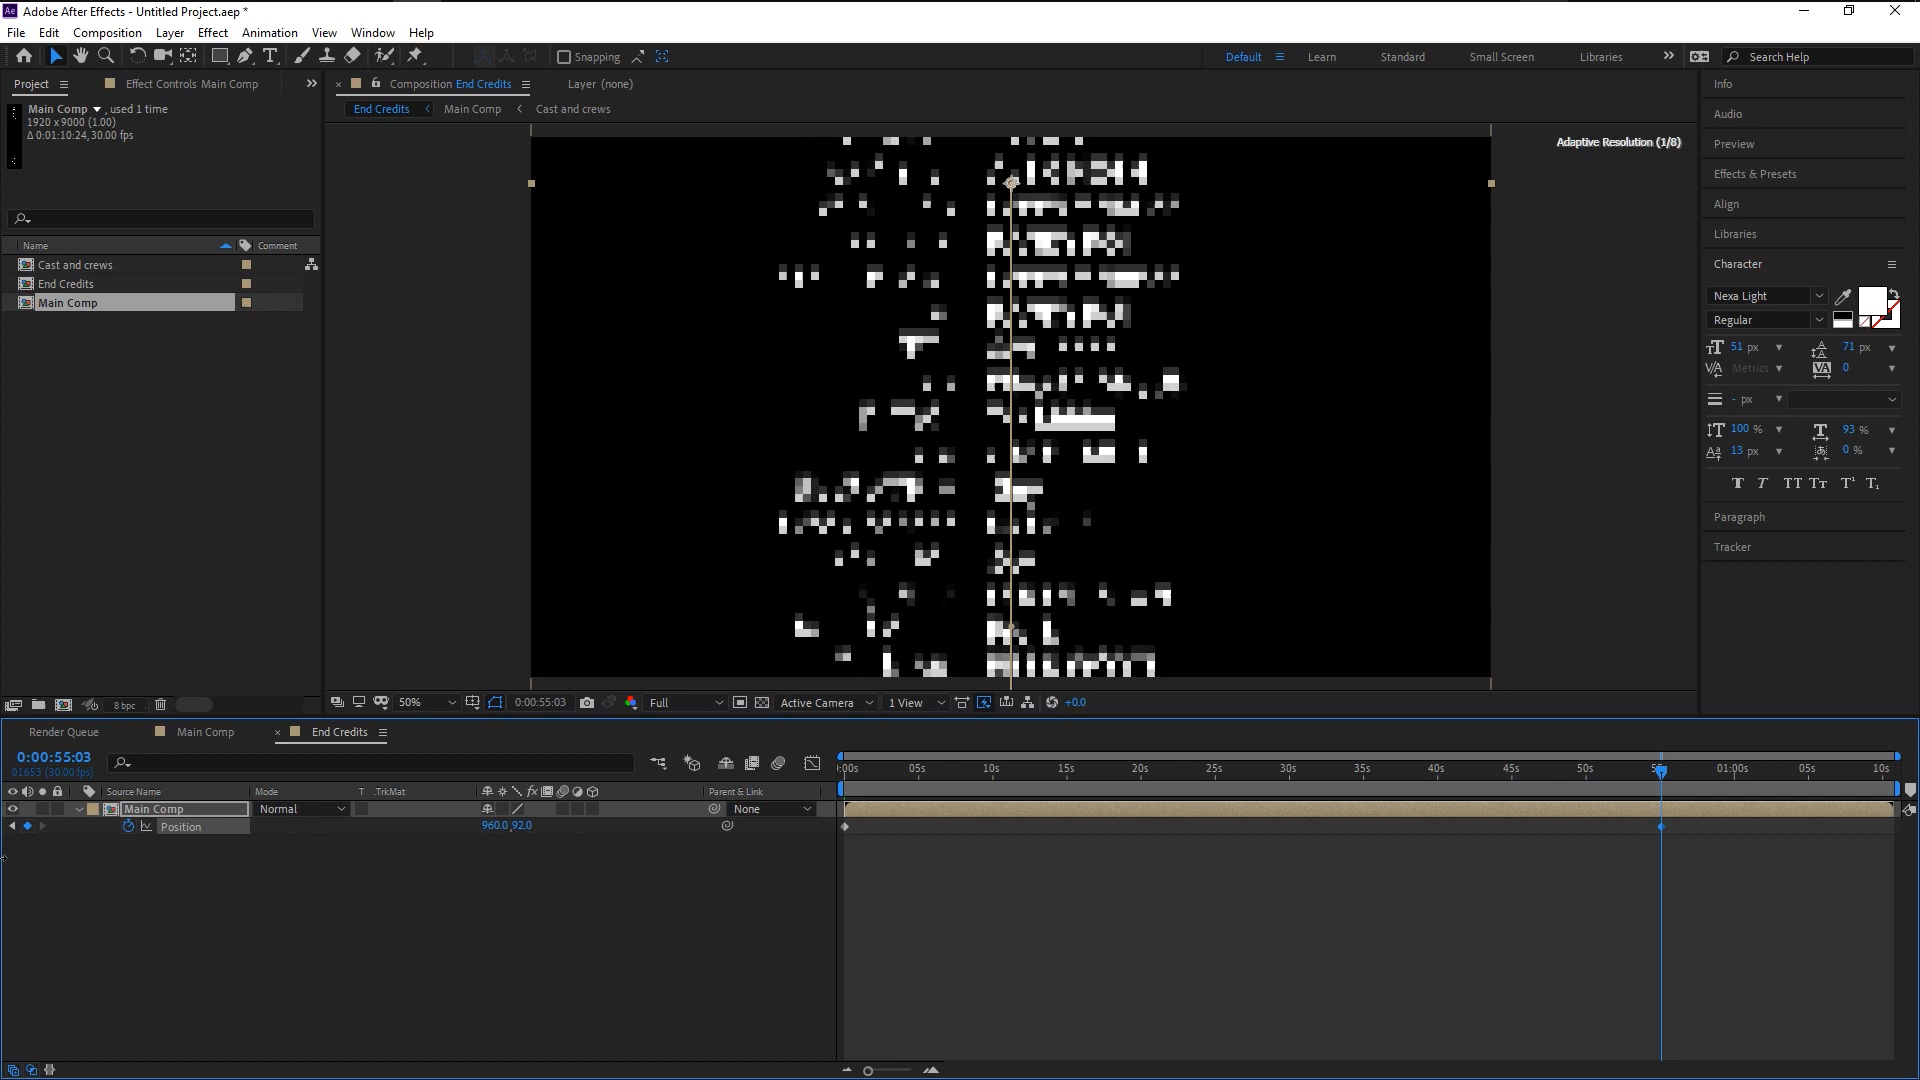 Adobe After Effects - Untitled Project.aep *
File Edit Composition Layer Effect Animation View Window Help
Snapping
Default Learn Standard Small Screen Libraries Search Help
Project Effect Controls Main Comp
Composition End Credits Layer (none)
End Credits Main Comp Cast and crews
Main Comp , used 1 time
1920 x 9000 (1.00)
Δ 0:01:10:24, 30.00 fps
Name Comment
Cast and crews
End Credits
Main Comp
8 bpc
Adaptive Resolution (1/8)
50% 0:00:55:03 Full Active Camera 1 View +0.0
Info
Audio
Preview
Effects & Presets
Align
Libraries
Character
Nexa Light
Regular
51 px 71 px
Metrics 0
- px
100 % 93 %
13 px 0 %
Paragraph
Tracker
Render Queue Main Comp End Credits
0:00:55:03
01653 (30.00 fps)
Source Name Mode T .TrkMat Parent & Link
Main Comp Normal None
Position 960.0,92.0
:00s 05s 10s 15s 20s 25s 30s 35s 40s 45s 50s 01:00s 05s 10s